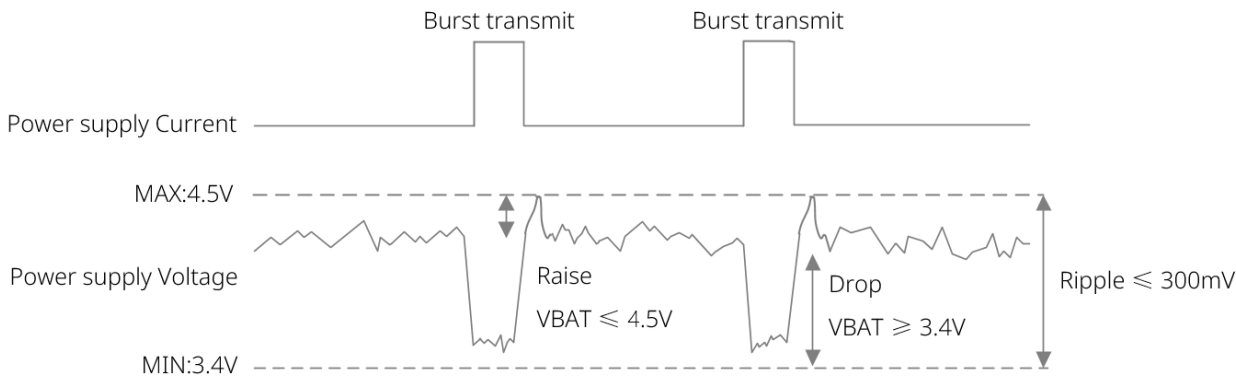 Burst transmit
Burst transmit
Power supply Current
MAX:4.5V
Power supply Voltage
Raise
VBAT ≤ 4.5V
Drop
VBAT ≥ 3.4V
Ripple ≤ 300mV
MIN:3.4V